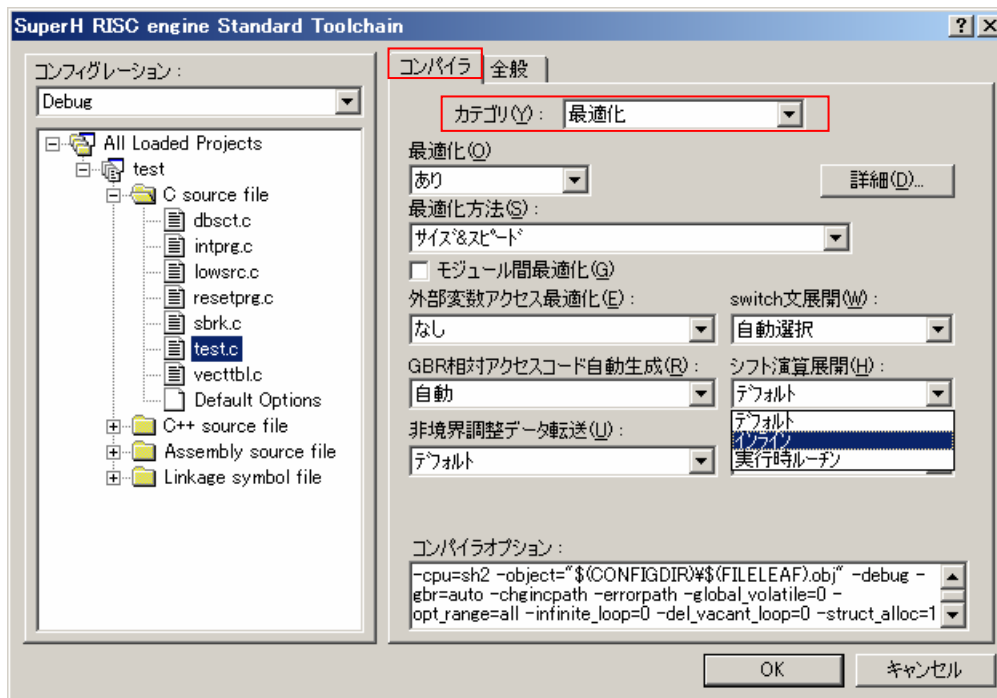 SuperH RISC engine Standard Toolchain
コンフィグレーション :
Debug
All Loaded Projects
test
C source file
dbsct.c
intprg.c
lowsrc.c
resetprg.c
sbrk.c
test.c
vecttbl.c
Default Options
C++ source file
Assembly source file
Linkage symbol file
コンパイラ 全般
カテゴリ(Y) : 最適化
最適化(O)
あり 詳細(D)...
最適化方法(S) :
サイズ&スピード
モジュール間最適化(G)
外部変数アクセス最適化(E) : switch文展開(W) :
なし 自動選択
GBR相対アクセスコード自動生成(R) : シフト演算展開(H) :
自動 デフォルト
デフォルト
インライン
実行時ルーチン
非境界調整データ転送(U) :
デフォルト
コンパイラオプション :
-cpu=sh2 -object="$(CONFIGDIR)¥$(FILELEAF).obj" -debug -
gbr=auto -chgincpath -errorpath -global_volatile=0 -
opt_range=all -infinite_loop=0 -del_vacant_loop=0 -struct_alloc=1
OK キャンセル